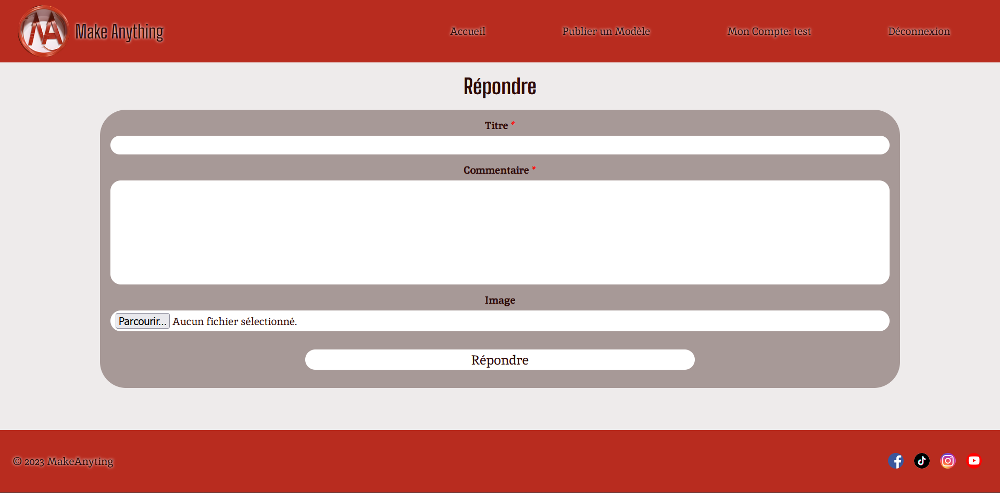 MA
Make Anything
Accueil
Publier un Modèle
Mon Compte: test
Déconnexion
Répondre
Titre *
Commentaire *
Image
Parcourir... Aucun fichier sélectionné.
Répondre
© 2023 MakeAnyting